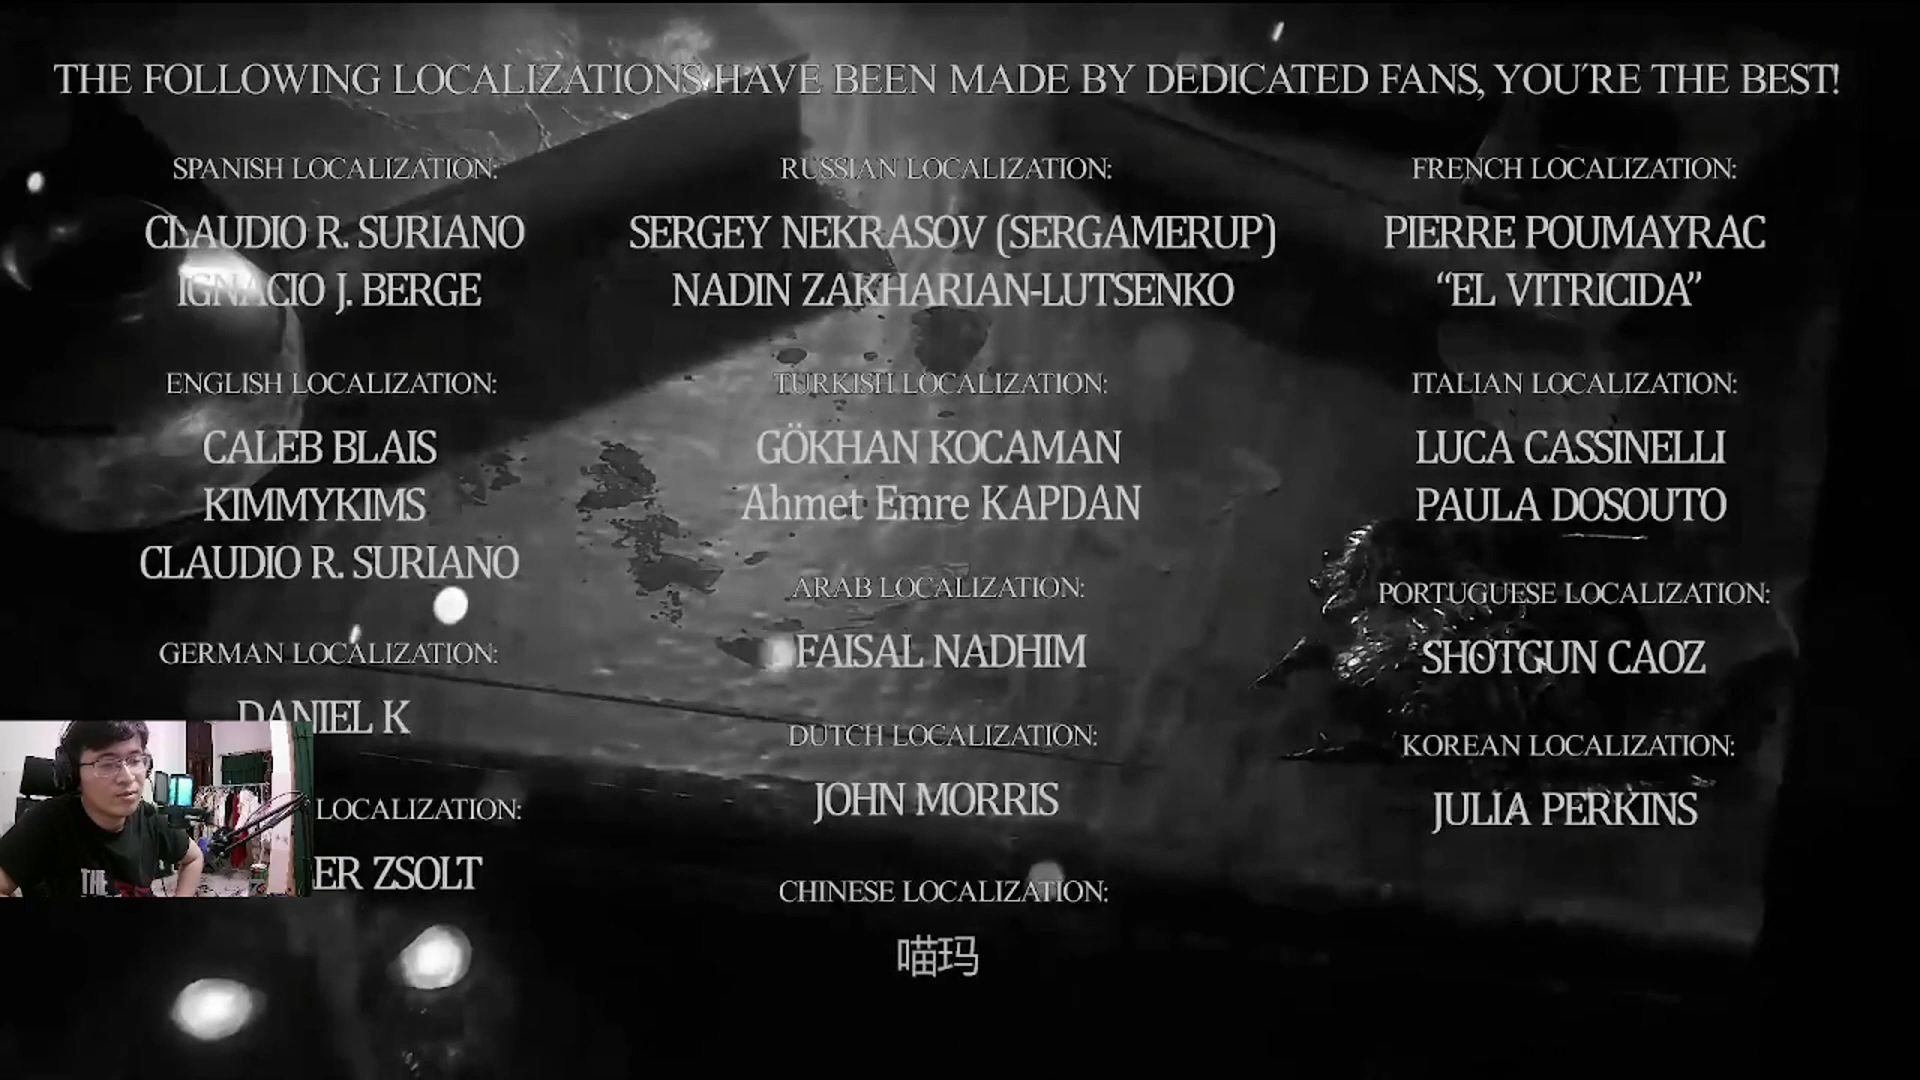 THE FOLLOWING LOCALIZATIONS HAVE BEEN MADE BY DEDICATED FANS, YOU'RE THE BEST!
SPANISH LOCALIZATION:
CLAUDIO R. SURIANO
IGNACIO J. BERGE
ENGLISH LOCALIZATION:
CALEB BLAIS
KIMMYKIMS
CLAUDIO R. SURIANO
GERMAN LOCALIZATION:
DANIEL K
LOCALIZATION:
ZSOLT
THE
RUSSIAN LOCALIZATION:
SERGEY NEKRASOV (SERGAMERUP)
NADIN ZAKHARIAN-LUTSENKO
TURKISH LOCALIZATION:
GÖKHAN KOCAMAN
Ahmet Emre KAPDAN
ARAB LOCALIZATION:
FAISAL NADHIM
DUTCH LOCALIZATION:
JOHN MORRIS
CHINESE LOCALIZATION:
喵玛
FRENCH LOCALIZATION:
PIERRE POUMAYRAC
“EL VITRICIDA”
ITALIAN LOCALIZATION:
LUCA CASSINELLI
PAULA DOSOUTO
PORTUGUESE LOCALIZATION:
SHOTGUN CAOZ
KOREAN LOCALIZATION:
JULIA PERKINS